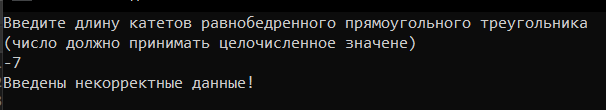 Введите длину катетов равнобедренного прямоугольного треугольника
(число должно принимать целочисленное значене)
-7
Введены некорректные данные!